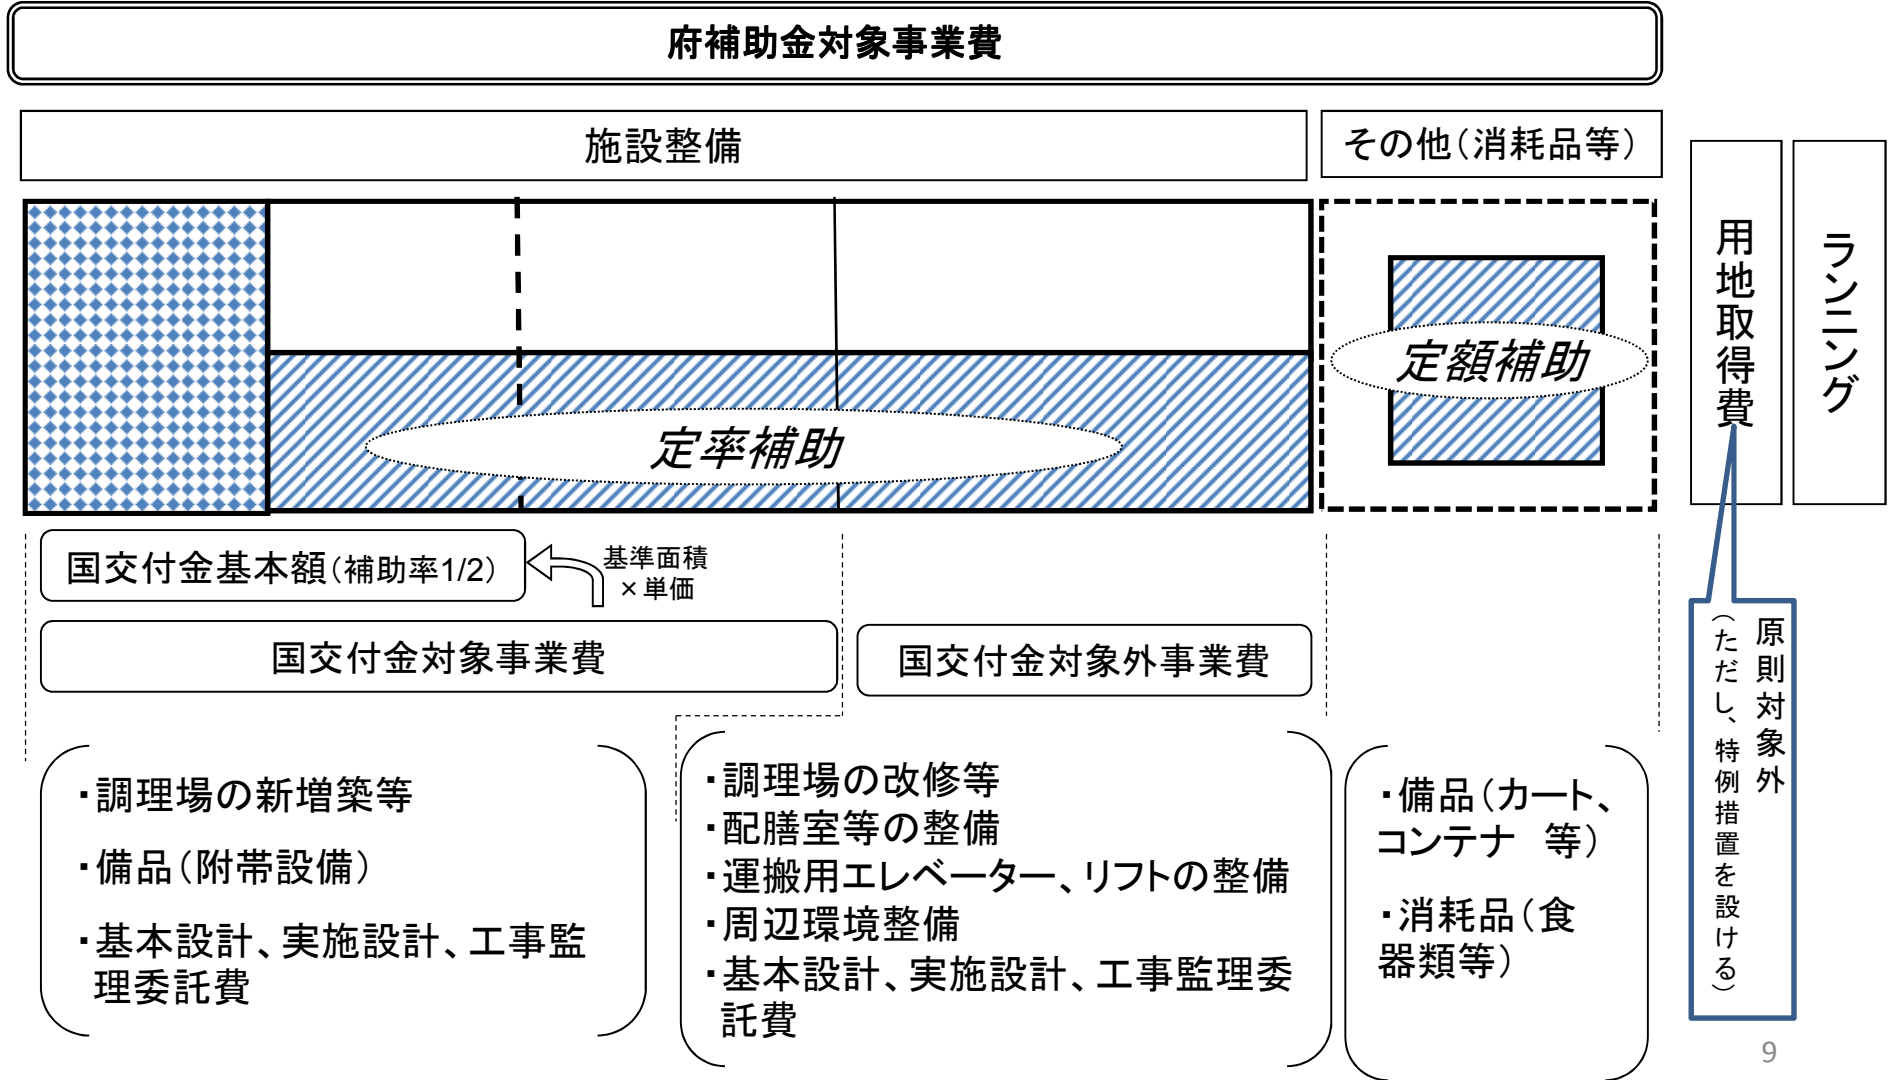 府補助金対象事業費
施設整備
その他（消耗品等）
用地取得費
ランニング
定率補助
定額補助
国交付金基本額（補助率1/2）
基準面積
×単価
国交付金対象事業費
国交付金対象外事業費
原則対象外
（ただし、特例措置を設ける）
・調理場の新増築等
・備品（附帯設備）
・基本設計、実施設計、工事監
理委託費
・調理場の改修等
・配膳室等の整備
・運搬用エレベーター、リフトの整備
・周辺環境整備
・基本設計、実施設計、工事監理委
託費
・備品（カート、
コンテナ　等）
・消耗品（食
器類等）
9